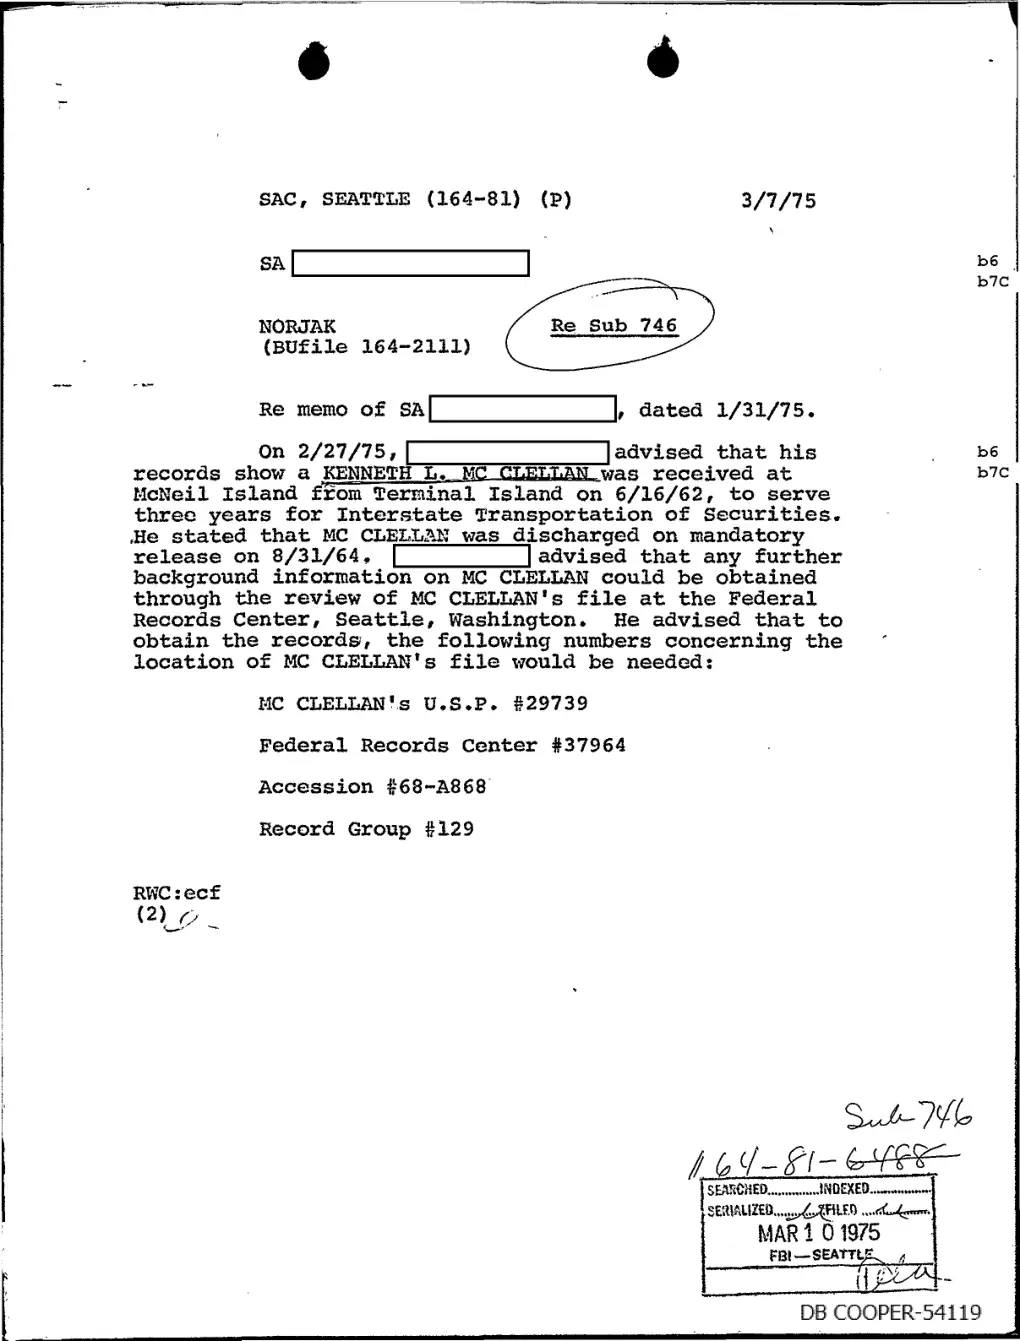 SAC, SEATTLE (164-81) (P) 3/7/75
SA
b6
b7C
NORJAK Re Sub 746
(BUfile 164-2111)
Re memo of SA , dated 1/31/75.
On 2/27/75, advised that his
b6
records show a KENNETH L. MC CLELLAN was received at
b7C
McNeil Island from Terminal Island on 6/16/62, to serve
three years for Interstate Transportation of Securities.
He stated that MC CLELLAN was discharged on mandatory
release on 8/31/64. advised that any further
background information on MC CLELLAN could be obtained
through the review of MC CLELLAN's file at the Federal
Records Center, Seattle, Washington. He advised that to
obtain the records, the following numbers concerning the
location of MC CLELLAN's file would be needed:
MC CLELLAN's U.S.P. #29739
Federal Records Center #37964
Accession #68-A868
Record Group #129
RWC:ecf
(2)
Sub 746
164-81-6488
SEARCHED..............INDEXED................
SERIALIZED.......FILED.......
MAR 10 1975
FBI—SEATTLE
DB COOPER-54119